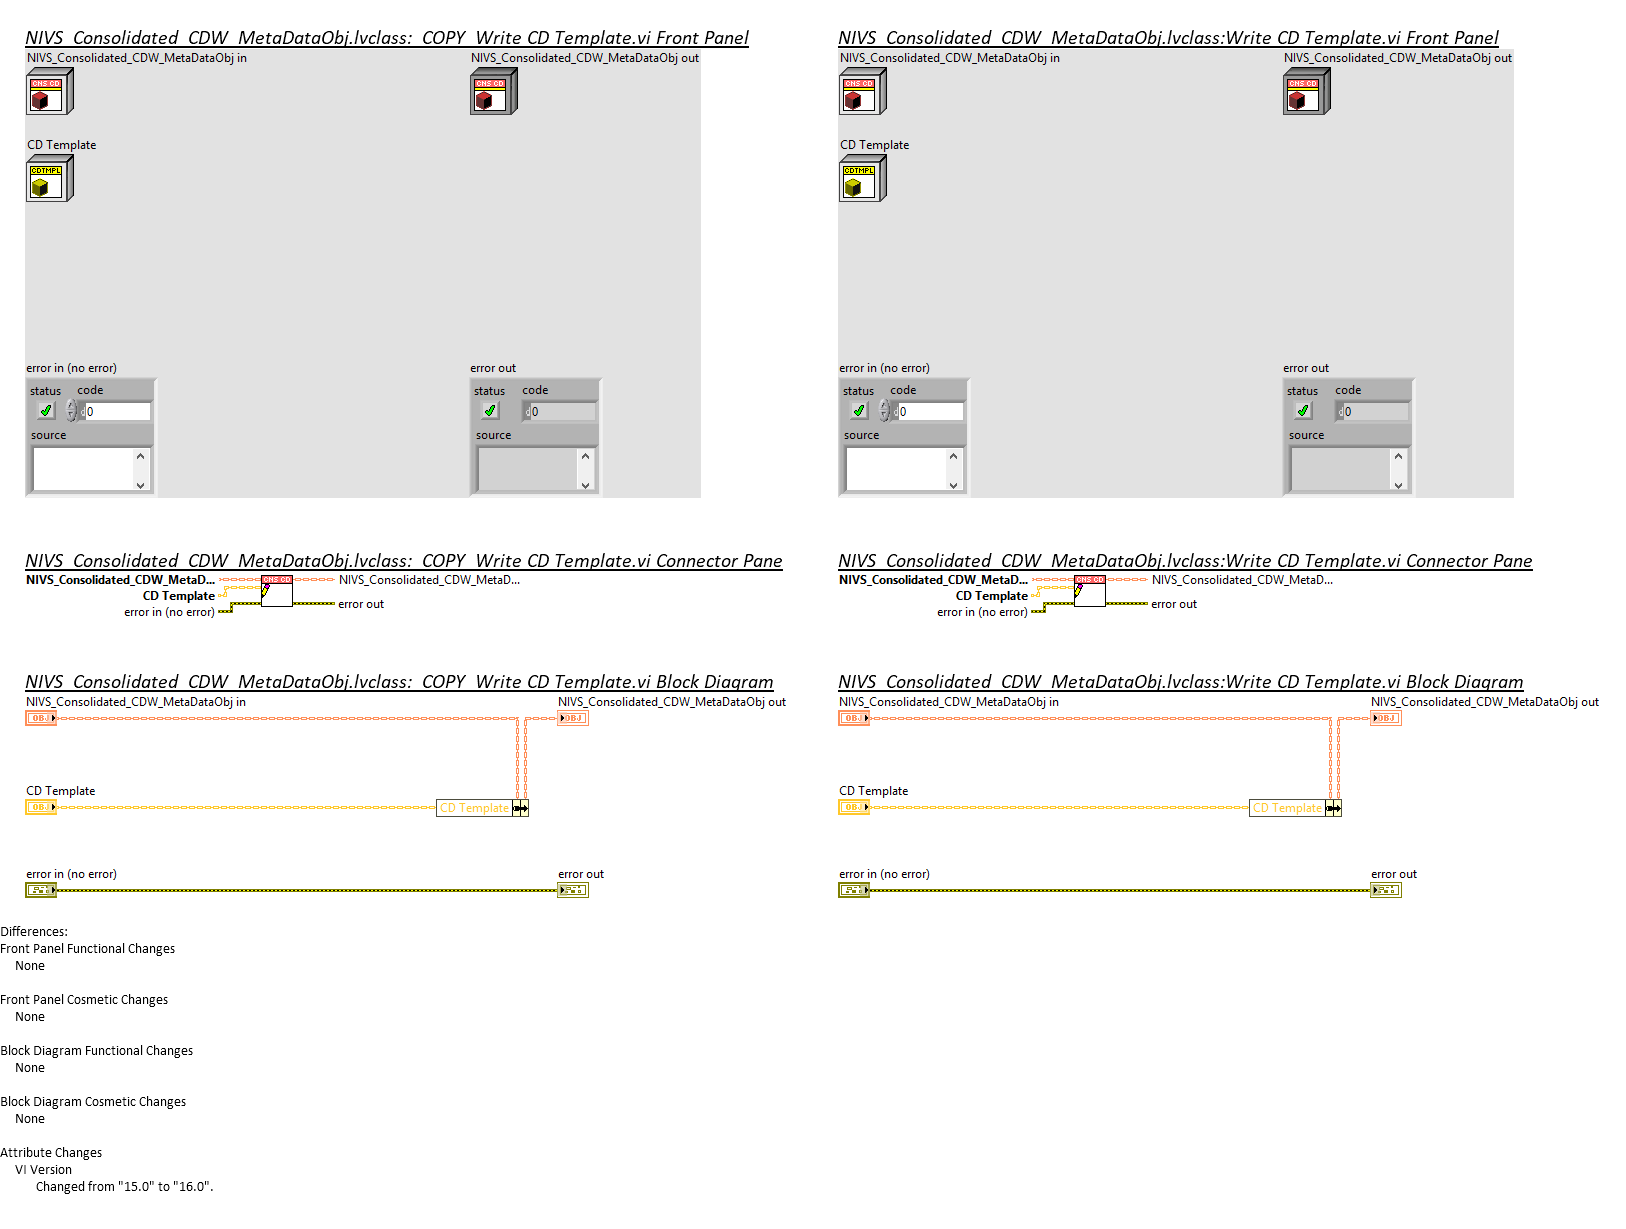 NIVS_Consolidated_CDW_MetaDataObj.lvclass:_COPY_Write CD Template.vi Front Panel
NIVS_Consolidated_CDW_MetaDataObj.lvclass:Write CD Template.vi Front Panel
NIVS_Consolidated_CDW_MetaDataObj in
NIVS_Consolidated_CDW_MetaDataObj out
NIVS_Consolidated_CDW_MetaDataObj in
NIVS_Consolidated_CDW_MetaDataObj out
CNS CD
CNS CD
CNS CD
CNS CD
CD Template
CD Template
CDTMPL
CDTMPL
error in (no error)
error out
error in (no error)
error out
status code
status code
status code
status code
d 0
d 0
d 0
d 0
source
source
source
source
NIVS_Consolidated_CDW_MetaDataObj.lvclass:_COPY_Write CD Template.vi Connector Pane
NIVS_Consolidated_CDW_MetaDataObj.lvclass:Write CD Template.vi Connector Pane
NIVS_Consolidated_CDW_MetaD... CNS CD NIVS_Consolidated_CDW_MetaD...
NIVS_Consolidated_CDW_MetaD... CNS CD NIVS_Consolidated_CDW_MetaD...
CD Template
CD Template
error in (no error) error out
error in (no error) error out
NIVS_Consolidated_CDW_MetaDataObj.lvclass:_COPY_Write CD Template.vi Block Diagram
NIVS_Consolidated_CDW_MetaDataObj.lvclass:Write CD Template.vi Block Diagram
NIVS_Consolidated_CDW_MetaDataObj in
NIVS_Consolidated_CDW_MetaDataObj out
NIVS_Consolidated_CDW_MetaDataObj in
NIVS_Consolidated_CDW_MetaDataObj out
OBJ
OBJ
OBJ
OBJ
CD Template
CD Template
OBJ
CD Template
OBJ
CD Template
error in (no error)
error out
error in (no error)
error out
Differences:
Front Panel Functional Changes
None
Front Panel Cosmetic Changes
None
Block Diagram Functional Changes
None
Block Diagram Cosmetic Changes
None
Attribute Changes
VI Version
Changed from "15.0" to "16.0".